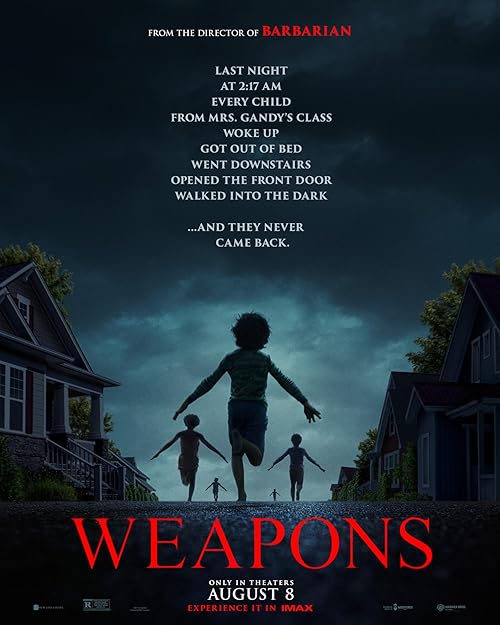 FROM THE DIRECTOR OF BARBARIAN
LAST NIGHT
AT 2:17 AM
EVERY CHILD
FROM MRS. GANDY'S CLASS
WOKE UP
GOT OUT OF BED
WENT DOWNSTAIRS
OPENED THE FRONT DOOR
WALKED INTO THE DARK
...AND THEY NEVER
CAME BACK.
WEAPONS
ONLY IN THEATERS
AUGUST 8
EXPERIENCE IT IN IMAX
R